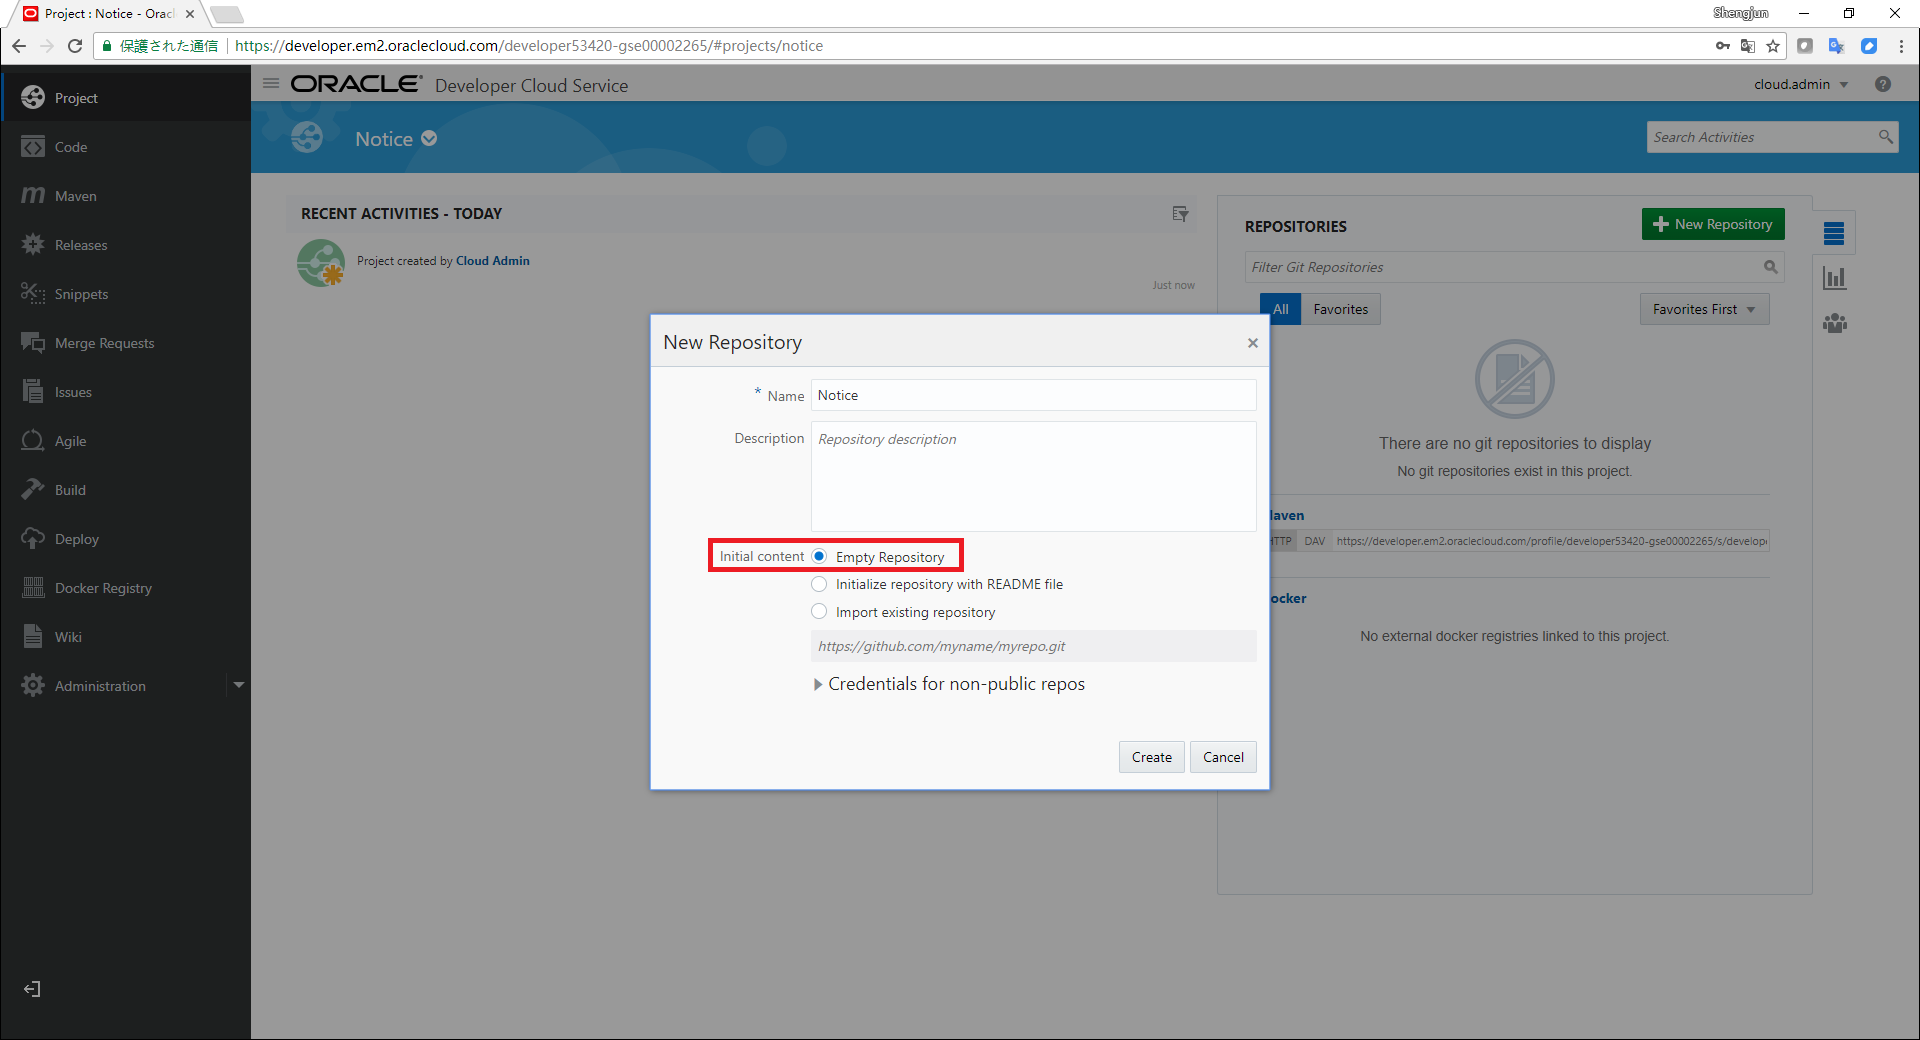 Project : Notice - Orac
Shengjun
保護された通信
https://developer.em2.oraclecloud.com/developer53420-gse00002265/#projects/notice
ORACLE Developer Cloud Service
cloud.admin
Project
Code
Maven
Releases
Snippets
Merge Requests
Issues
Agile
Build
Deploy
Docker Registry
Wiki
Administration
Notice
Search Activities
RECENT ACTIVITIES - TODAY
Project created by Cloud Admin
Just now
REPOSITORIES
New Repository
Filter Git Repositories
All
Favorites
Favorites First
There are no git repositories to display
No git repositories exist in this project.
aven
TTP DAV https://developer.em2.oraclecloud.com/profile/developer53420-gse00002265/s/develope
ocker
No external docker registries linked to this project.
New Repository
* Name Notice
Description Repository description
Initial content Empty Repository
Initialize repository with README file
Import existing repository
https://github.com/myname/myrepo.git
Credentials for non-public repos
Create
Cancel